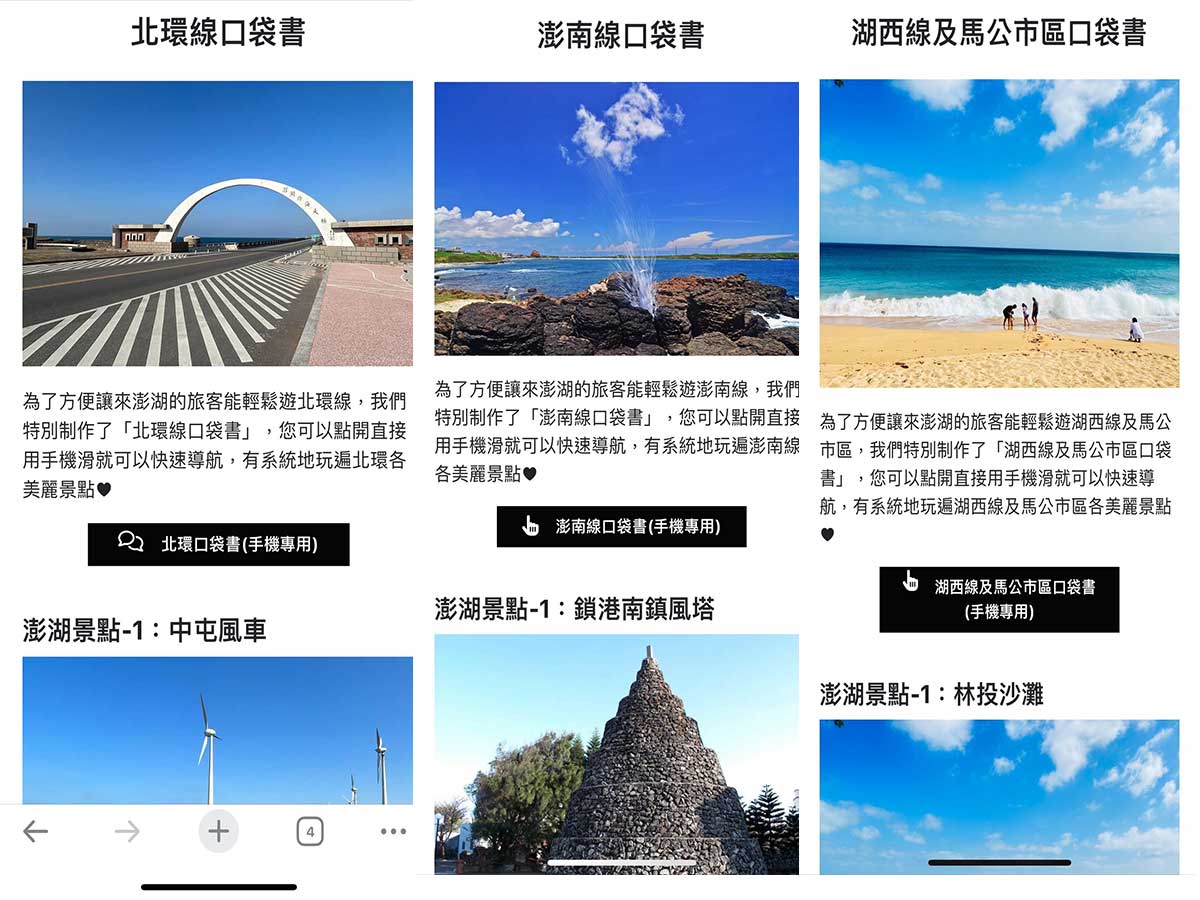 北環線口袋書
為了方便讓來澎湖的旅客能輕鬆遊北環線，我們
特別制作了「北環線口袋書」，您可以點開直接
用手機滑就可以快速導航，有系統地玩遍北環各
美麗景點♥
北環口袋書(手機專用)
澎湖景點-1：中屯風車
4
澎南線口袋書
為了方便讓來澎湖的旅客能輕鬆遊澎南線，我們
特別制作了「澎南線口袋書」，您可以點開直接
用手機滑就可以快速導航，有系統地玩遍澎南線
各美麗景點♥
澎南線口袋書(手機專用)
澎湖景點-1：鎖港南鎮風塔
湖西線及馬公市區口袋書
為了方便讓來澎湖的旅客能輕鬆遊湖西線及馬公
市區，我們特別制作了「湖西線及馬公市區口袋
書」，您可以點開直接用手機滑就可以快速導
航，有系統地玩遍湖西線及馬公市區各美麗景點
♥
湖西線及馬公市區口袋書
(手機專用)
澎湖景點-1：林投沙灘